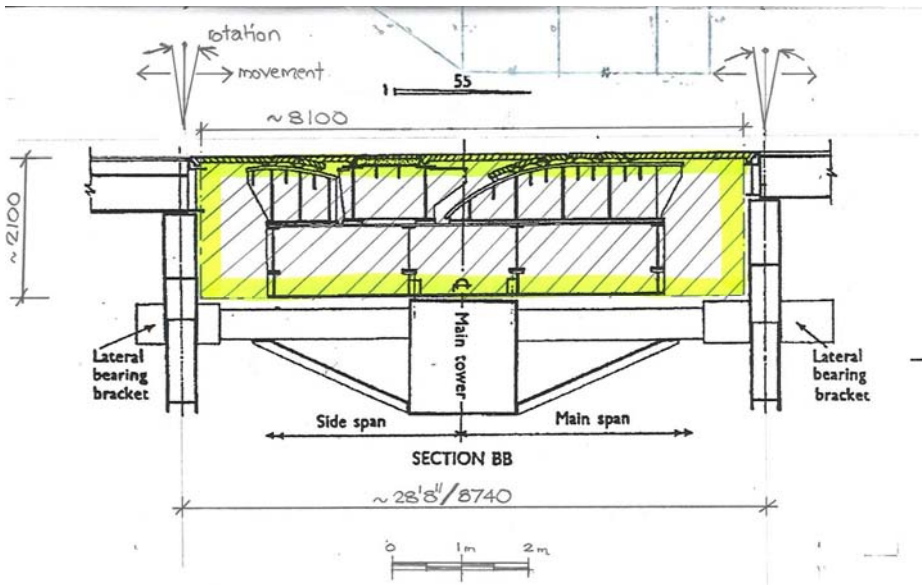 rotation
movement
1 55
~8100
~2100
Main tower
Lateral
bearing
bracket
Lateral
bearing
bracket
Side span
Main span
SECTION BB
~28'8"/8740
0 1m 2m